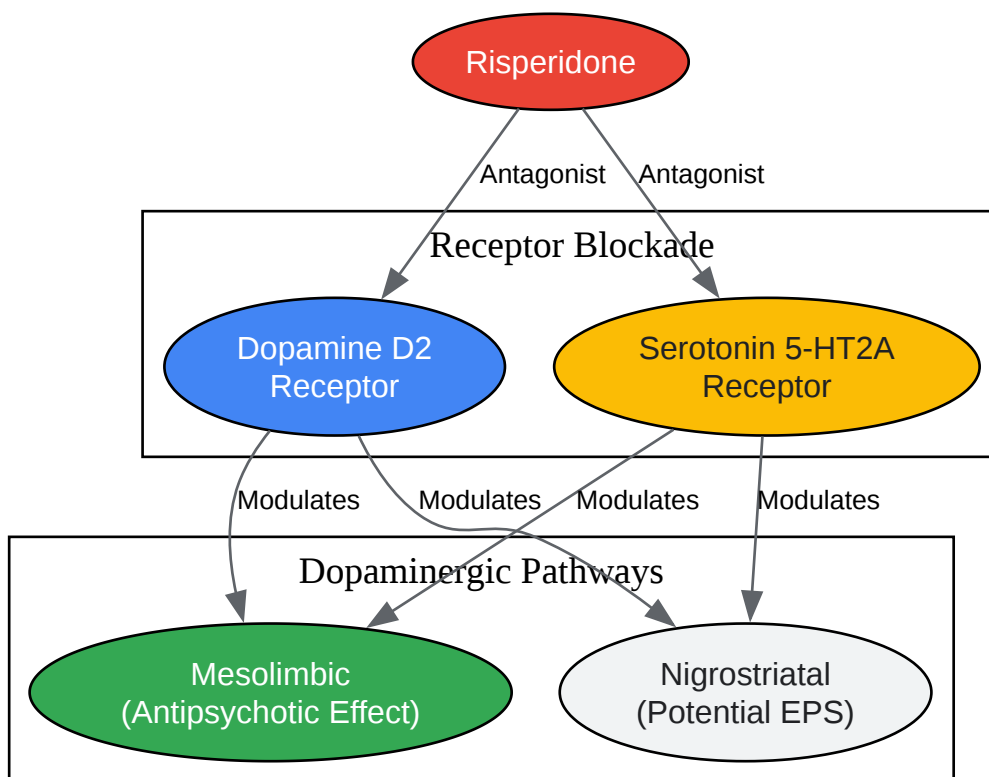 Risperidone
Antagonist
Antagonist
Receptor Blockade
Dopamine D2
Receptor
Serotonin 5-HT2A
Receptor
Modulates
Modulates
Modulates
Modulates
Dopaminergic Pathways
Mesolimbic
(Antipsychotic Effect)
Nigrostriatal
(Potential EPS)